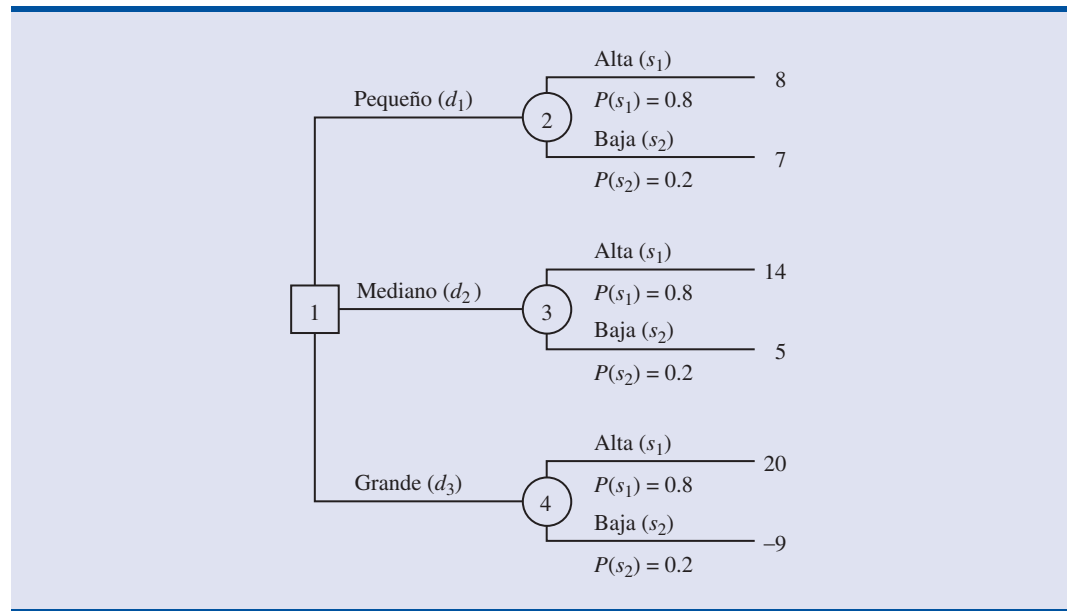 Alta (s₁)
8
Pequeño (d₁)
P(s₁) = 0.8
2
Baja (s₂)
7
P(s₂) = 0.2
Alta (s₁)
14
Mediano (d₂)
P(s₁) = 0.8
1
3
Baja (s₂)
5
P(s₂) = 0.2
Alta (s₁)
20
Grande (d₃)
P(s₁) = 0.8
4
Baja (s₂)
–9
P(s₂) = 0.2